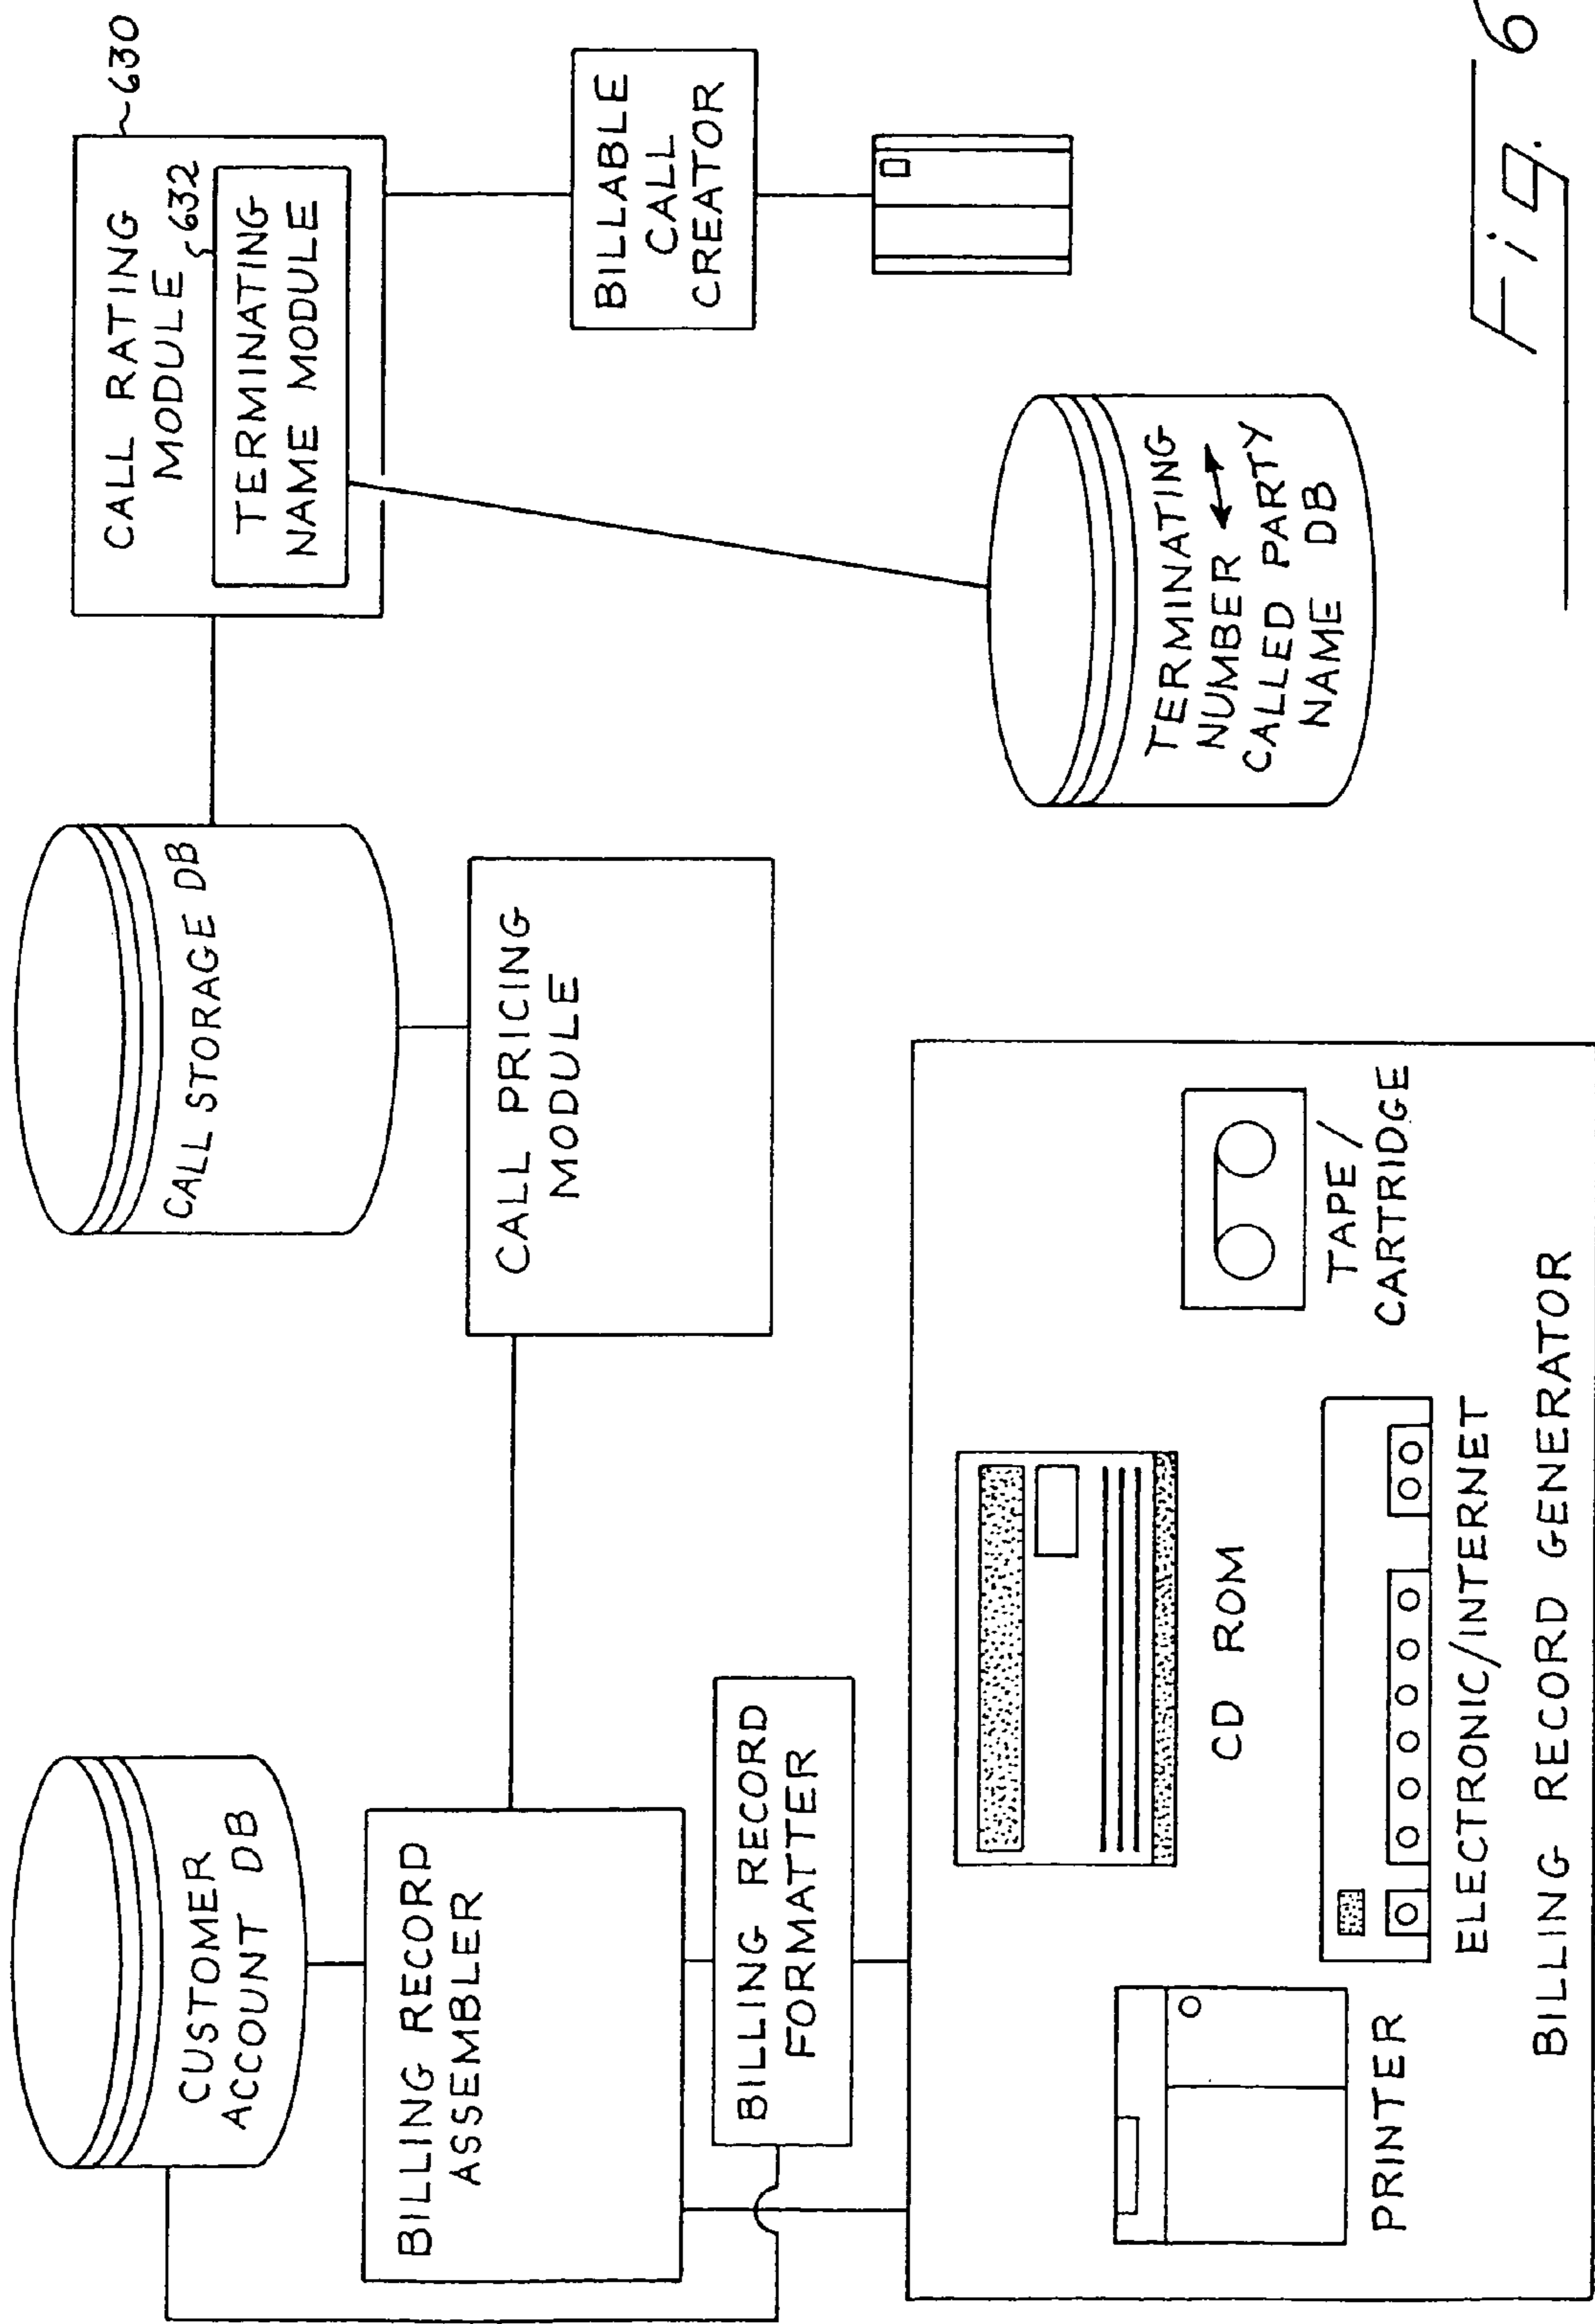 CUSTOMER
ACCOUNT DB
CALL STORAGE DB
CALL RATING
MODULE
630
632
TERMINATING
NAME MODULE
BILLING RECORD
ASSEMBLER
CALL PRICING
MODULE
BILLABLE
CALL
CREATOR
BILLING RECORD
FORMATTER
TERMINATING
NUMBER ↔
CALLED PARTY
NAME DB
CD ROM
PRINTER
ELECTRONIC/INTERNET
TAPE/
CARTRIDGE
BILLING RECORD GENERATOR
Fig. 6